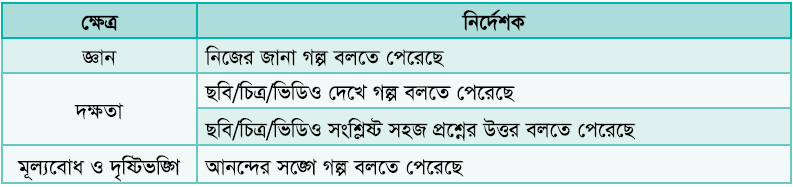 ক্ষেত্র নির্দেশক
জ্ঞান নিজের জানা গল্প বলতে পেরেছে
দক্ষতা ছবি/চিত্র/ভিডিও দেখে গল্প বলতে পেরেছে
ছবি/চিত্র/ভিডিও সংশ্লিষ্ট সহজ প্রশ্নের উত্তর বলতে পেরেছে
মূল্যবোধ ও দৃষ্টিভঙ্গি আনন্দের সঙ্গে গল্প বলতে পেরেছে